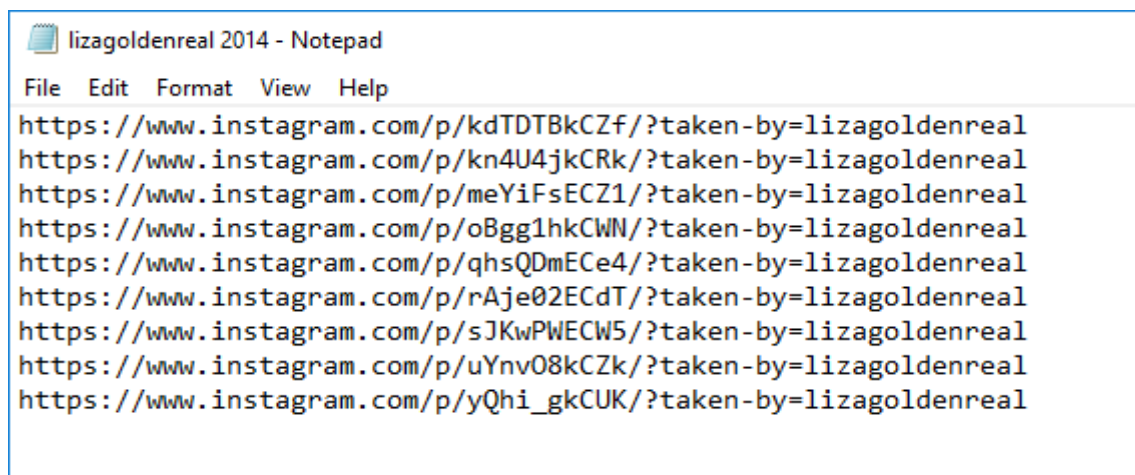 lizagoldenreal 2014 - Notepad
File Edit Format View Help
https://www.instagram.com/p/kdTDTBkCZf/?taken-by=lizagoldenreal
https://www.instagram.com/p/kn4U4jkCRk/?taken-by=lizagoldenreal
https://www.instagram.com/p/meYiFsECZ1/?taken-by=lizagoldenreal
https://www.instagram.com/p/oBgg1hkCWN/?taken-by=lizagoldenreal
https://www.instagram.com/p/qhsQDmECe4/?taken-by=lizagoldenreal
https://www.instagram.com/p/rAje02ECdT/?taken-by=lizagoldenreal
https://www.instagram.com/p/sJKwPWECW5/?taken-by=lizagoldenreal
https://www.instagram.com/p/uYnvO8kCZk/?taken-by=lizagoldenreal
https://www.instagram.com/p/yQhi_gkCUK/?taken-by=lizagoldenreal